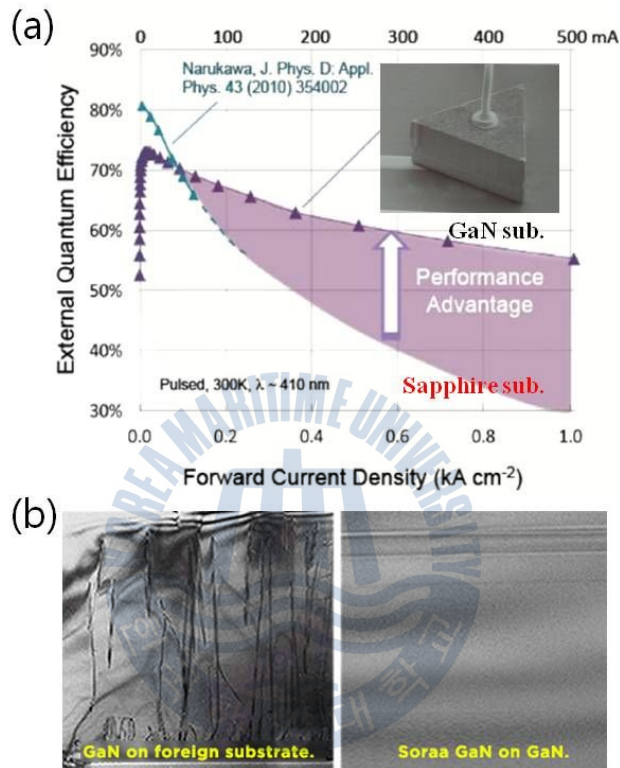 (a)
0 100 200 300 400 500 mA
90%
80%
70%
60%
50%
40%
30%
External Quantum Efficiency
Narukawa, J. Phys. D: Appl.
Phys. 43 (2010) 354002
GaN sub.
Performance
Advantage
Pulsed, 300K, λ ~ 410 nm
Sapphire sub.
0.0 0.2 0.4 0.6 0.8 1.0
Forward Current Density (kA cm-2)
KOREA MARITIME UNIVERSITY
(b)
GaN on foreign substrate.
Soraa GaN on GaN.